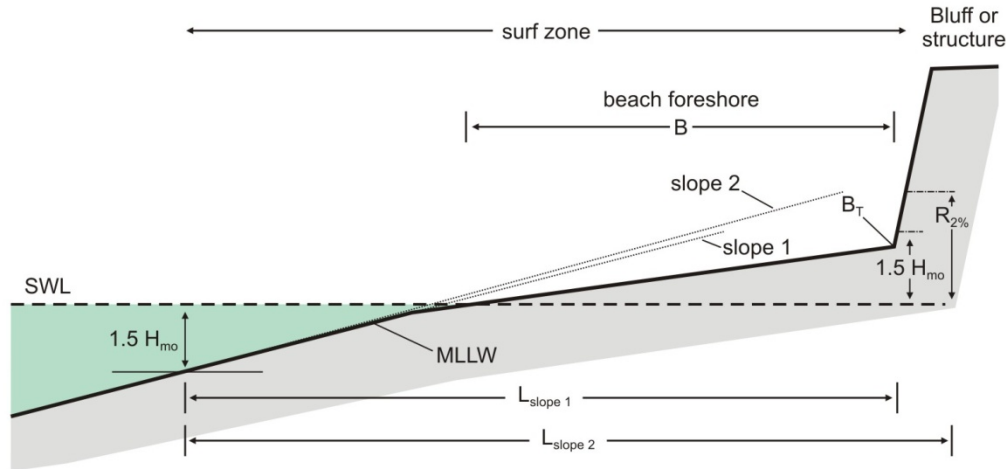 surf zone
Bluff or
structure
beach foreshore
B
slope 2
B_T
slope 1
R_2%
1.5 H_mo
SWL
1.5 H_mo
MLLW
L_slope 1
L_slope 2